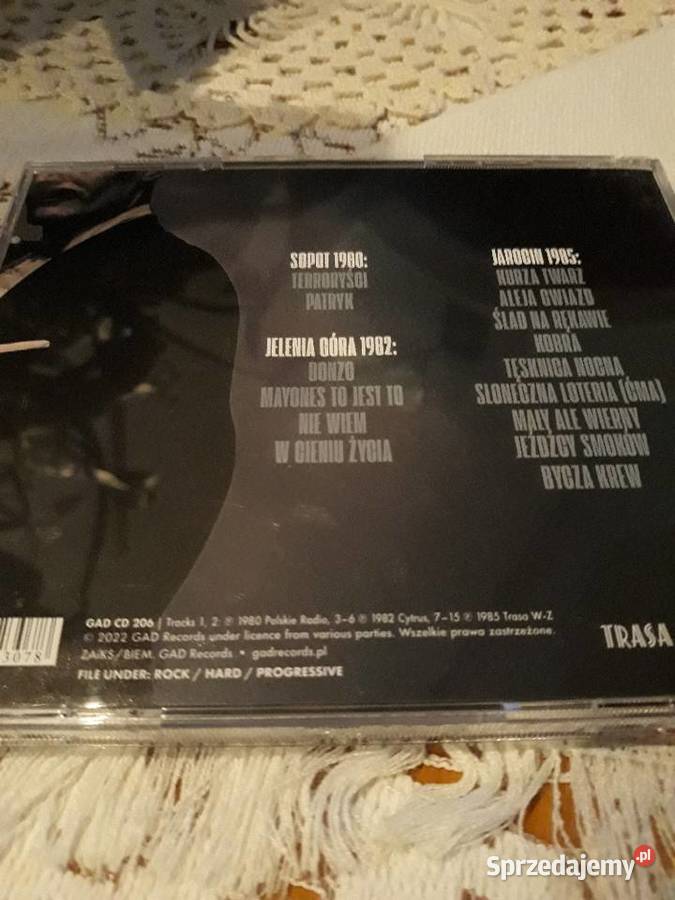 SOPOT 1980:
TERRORYŚCI
PATRYK
JELENIA GÓRA 1982:
BONZO
MAYONES TO JEST TO
NIE WIEM
W CIENIU ŻYCIA
JAROCIN 1985:
KURZA TWARZ
ALEJA GWIAZD
ŚLAD NA RĘKAWIE
KOBRA
TĘSKNICA NOCNA
SŁONECZNA LOTERIA (ĆMA)
MAŁY ALE WIERNY
JEŹDŹCY SMOKÓW
BYCZA KREW
3078
GAD CD 206 / Tracks 1, 2: ℗ 1980 Polskie Radio, 3–6 ℗ 1982 Cytrus, 7–15 ℗ 1985 Trasa W-Z
© 2022 GAD Records under licence from various parties. Wszelkie prawa zastrzeżone.
ZAiKS/BIEM. GAD Records • gadrecords.pl
FILE UNDER: ROCK / HARD / PROGRESSIVE
TRASA
Sprzedajemy.pl